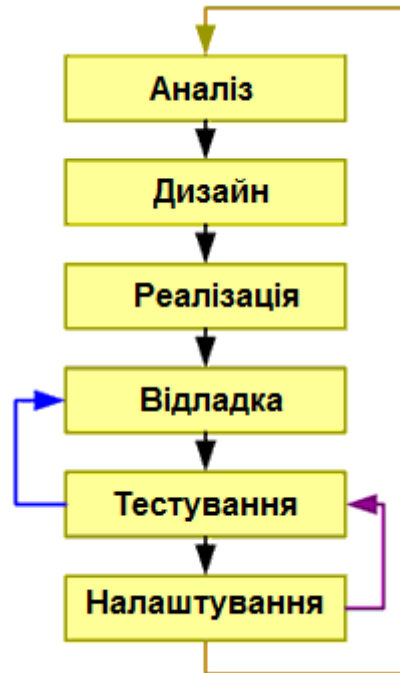 Аналіз
Дизайн
Реалізація
Відладка
Тестування
Налаштування